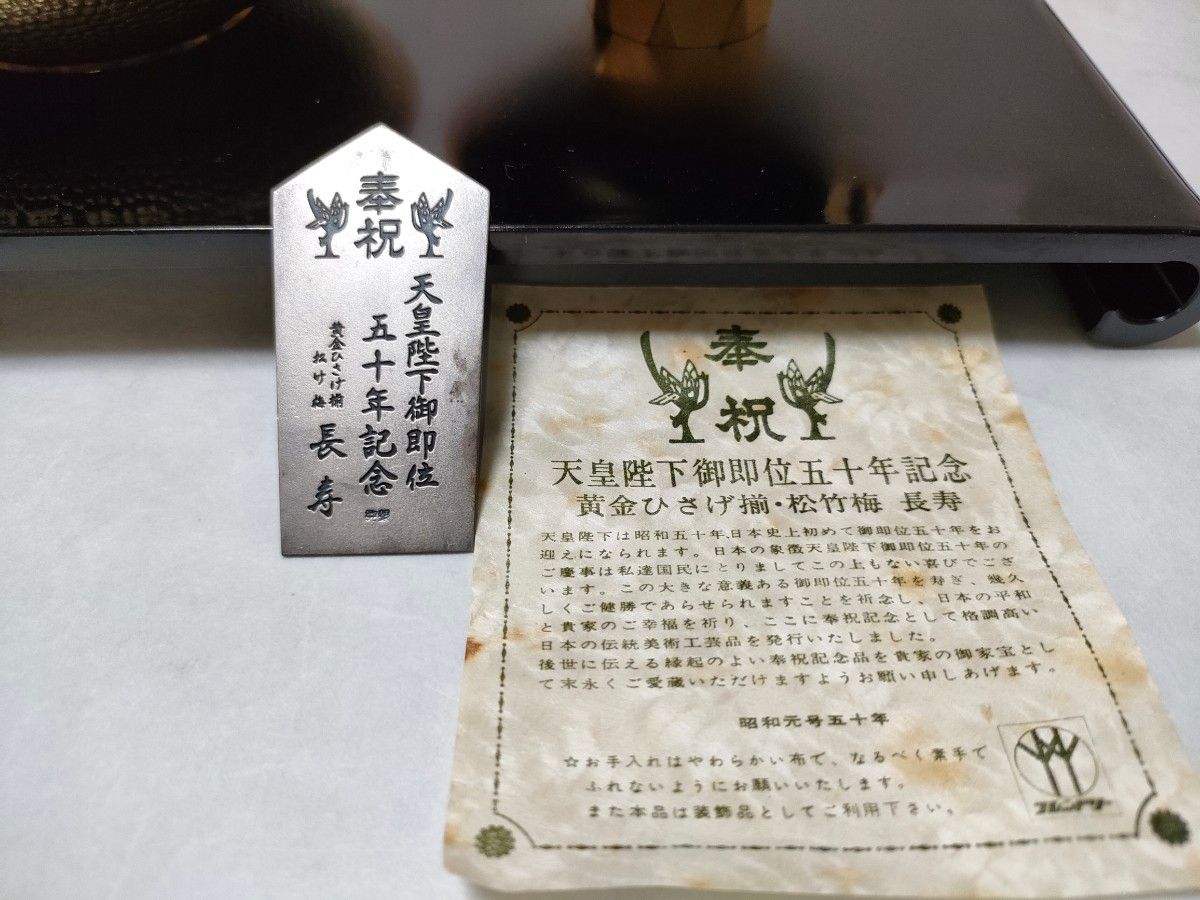 奉祝
天皇陛下御即位
五十年記念
黄金ひさげ揃
松竹梅
長寿
奉祝
天皇陛下御即位五十年記念
黄金ひさげ揃・松竹梅 長寿
天皇陛下は昭和五十年、日本史上初めて御即位五十年をお
迎えになられます。日本の象徴天皇陛下御即位五十年の
ご慶事は私達国民にとりましてこの上もない喜びでござ
います。この大きな意義ある御即位五十年を寿ぎ、幾久
しくご健勝であらせられますことを祈念し、日本の平和
と貴家のご幸福を祈り、ここに奉祝記念として格調高い
日本の伝統美術工芸品を発行いたしました。
後世に伝える縁起のよい奉祝記念品を貴家の御家宝とし
て末永くご愛蔵いただけますようお願い申しあげます。
昭和元号五十年
☆お手入れはやわらかい布で、なるべく素手で
ふれないようにお願いいたします。
また本品は装飾品としてご利用下さい。